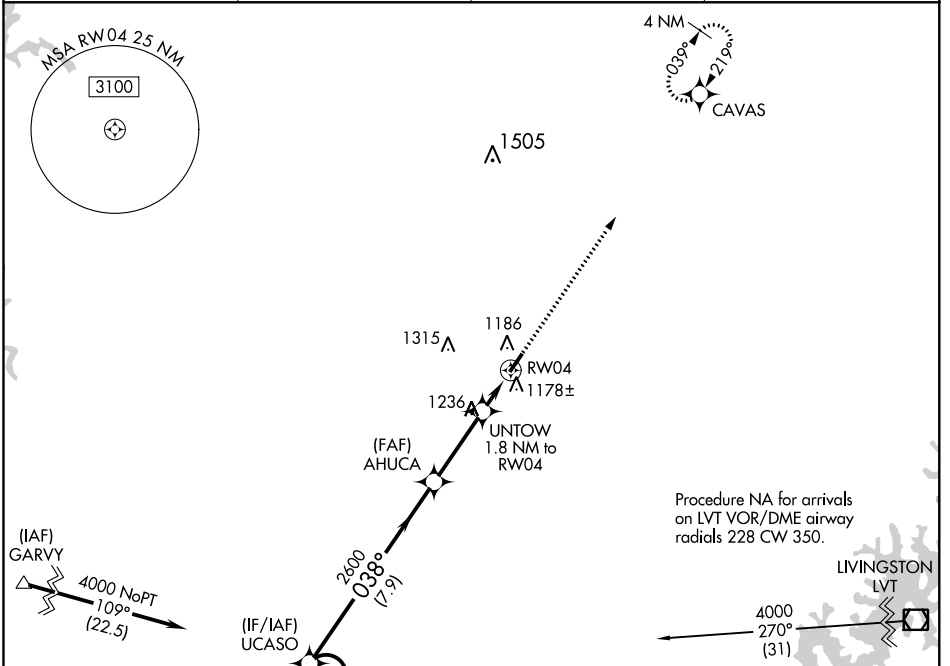 MSA RW04 25 NM
3100
4 NM
039°
219°
CAVAS
1505
1315
1186
RW04
1178±
1236
UNTOW
1.8 NM to
RW04
(FAF)
AHUCA
2600
038°
(7.9)
(IAF)
GARVY
4000 NoPT
109°
(22.5)
(IF/IAF)
UCASO
Procedure NA for arrivals
on LVT VOR/DME airway
radials 228 CW 350.
LIVINGSTON
LVT
4000
270°
(31)